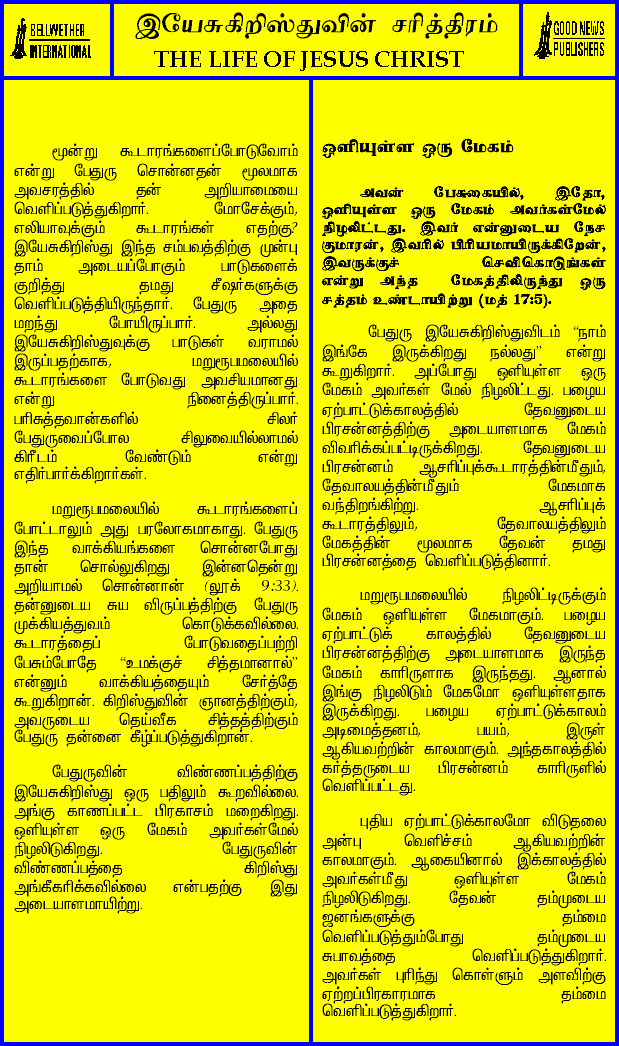 BELLWETHER
INTERNATIONAL
இயேசுகிறிஸ்துவின் சரித்திரம்
THE LIFE OF JESUS CHRIST
GOOD NEWS
PUBLISHERS
மூன்று கூடாரங்களைப்போடுவோம்
என்று பேதுரு சொன்னதன் மூலமாக
அவசரத்தில் தன் அறியாமையை
வெளிப்படுத்துகிறார். மோசேக்கும்,
எலியாவுக்கும் கூடாரங்கள் எதற்கு?
இயேசுகிறிஸ்து இந்த சம்பவத்திற்கு முன்பு
தாம் அடையப்போகும் பாடுகளைக்
குறித்து தமது சீஷர்களுக்கு
வெளிப்படுத்தியிருந்தார். பேதுரு அதை
மறந்து போயிருப்பார். அல்லது
இயேசுகிறிஸ்துவுக்கு பாடுகள் வராமல்
இருப்பதற்காக, மறுரூபமலையில்
கூடாரங்களை போடுவது அவசியமானது
என்று நினைத்திருப்பார்.
பரிசுத்தவான்களில் சிலர்
பேதுருவைப்போல சிலுவையில்லாமல்
கிரீடம் வேண்டும் என்று
எதிர்பார்க்கிறார்கள்.
மறுரூபமலையில் கூடாரங்களைப்
போட்டாலும் அது பரலோகமாகாது. பேதுரு
இந்த வாக்கியங்களை சொன்னபோது
தான் சொல்லுகிறது இன்னதென்று
அறியாமல் சொன்னான் (லூக் 9:33).
தன்னுடைய சுய விருப்பத்திற்கு பேதுரு
முக்கியத்துவம் கொடுக்கவில்லை.
கூடாரத்தைப் போடுவதைப்பற்றி
பேசும்போதே “உமக்குச் சித்தமானால்”
என்னும் வாக்கியத்தையும் சேர்த்தே
கூறுகிறான். கிறிஸ்துவின் ஞானத்திற்கும்,
அவருடைய தெய்வீக சித்தத்திற்கும்
பேதுரு தன்னை கீழ்ப்படுத்துகிறான்.
பேதுருவின் விண்ணப்பத்திற்கு
இயேசுகிறிஸ்து ஒரு பதிலும் கூறவில்லை.
அங்கு காணப்பட்ட பிரகாசம் மறைகிறது.
ஒளியுள்ள ஒரு மேகம் அவர்கள்மேல்
நிழலிடுகிறது. பேதுருவின்
விண்ணப்பத்தை கிறிஸ்து
அங்கீகரிக்கவில்லை என்பதற்கு இது
அடையாளமாயிற்று.
ஒளியுள்ள ஒரு மேகம்
அவன் பேசுகையில், இதோ,
ஒளியுள்ள ஒரு மேகம் அவர்கள்மேல்
நிழலிட்டது. இவர் என்னுடைய நேச
குமாரன், இவரில் பிரியமாயிருக்கிறேன்,
இவருக்குச் செவிகொடுங்கள்
என்று அந்த மேகத்திலிருந்து ஒரு
சத்தம் உண்டாயிற்று (மத் 17:5).
பேதுரு இயேசுகிறிஸ்துவிடம் “நாம்
இங்கே இருக்கிறது நல்லது” என்று
கூறுகிறார். அப்போது ஒளியுள்ள ஒரு
மேகம் அவர்கள் மேல் நிழலிட்டது. பழைய
ஏற்பாட்டுக்காலத்தில் தேவனுடைய
பிரசன்னத்திற்கு அடையாளமாக மேகம்
விவரிக்கப்பட்டிருக்கிறது. தேவனுடைய
பிரசன்னம் ஆசரிப்புக்கூடாரத்தின்மீதும்,
தேவாலயத்தின்மீதும் மேகமாக
வந்திறங்கிற்று. ஆசரிப்புக்
கூடாரத்திலும், தேவாலயத்திலும்
மேகத்தின் மூலமாக தேவன் தமது
பிரசன்னத்தை வெளிப்படுத்தினார்.
மறுரூபமலையில் நிழலிட்டிருக்கும்
மேகம் ஒளியுள்ள மேகமாகும். பழைய
ஏற்பாட்டுக் காலத்தில் தேவனுடைய
பிரசன்னத்திற்கு அடையாளமாக இருந்த
மேகம் காரிருளாக இருந்தது. ஆனால்
இங்கு நிழலிடும் மேகமோ ஒளியுள்ளதாக
இருக்கிறது. பழைய ஏற்பாட்டுக்காலம்
அடிமைத்தனம், பயம், இருள்
ஆகியவற்றின் காலமாகும். அந்தகாலத்தில்
கர்த்தருடைய பிரசன்னம் காரிருளில்
வெளிப்பட்டது.
புதிய ஏற்பாட்டுக்காலமோ விடுதலை
அன்பு வெளிச்சம் ஆகியவற்றின்
காலமாகும். ஆகையினால் இக்காலத்தில்
அவர்கள்மீது ஒளியுள்ள மேகம்
நிழலிடுகிறது. தேவன் தம்முடைய
ஜனங்களுக்கு தம்மை
வெளிப்படுத்தும்போது தம்முடைய
சுபாவத்தை வெளிப்படுத்துகிறார்.
அவர்கள் புரிந்து கொள்ளும் அளவிற்கு
ஏற்றப்பிரகாரமாக தம்மை
வெளிப்படுத்துகிறார்.